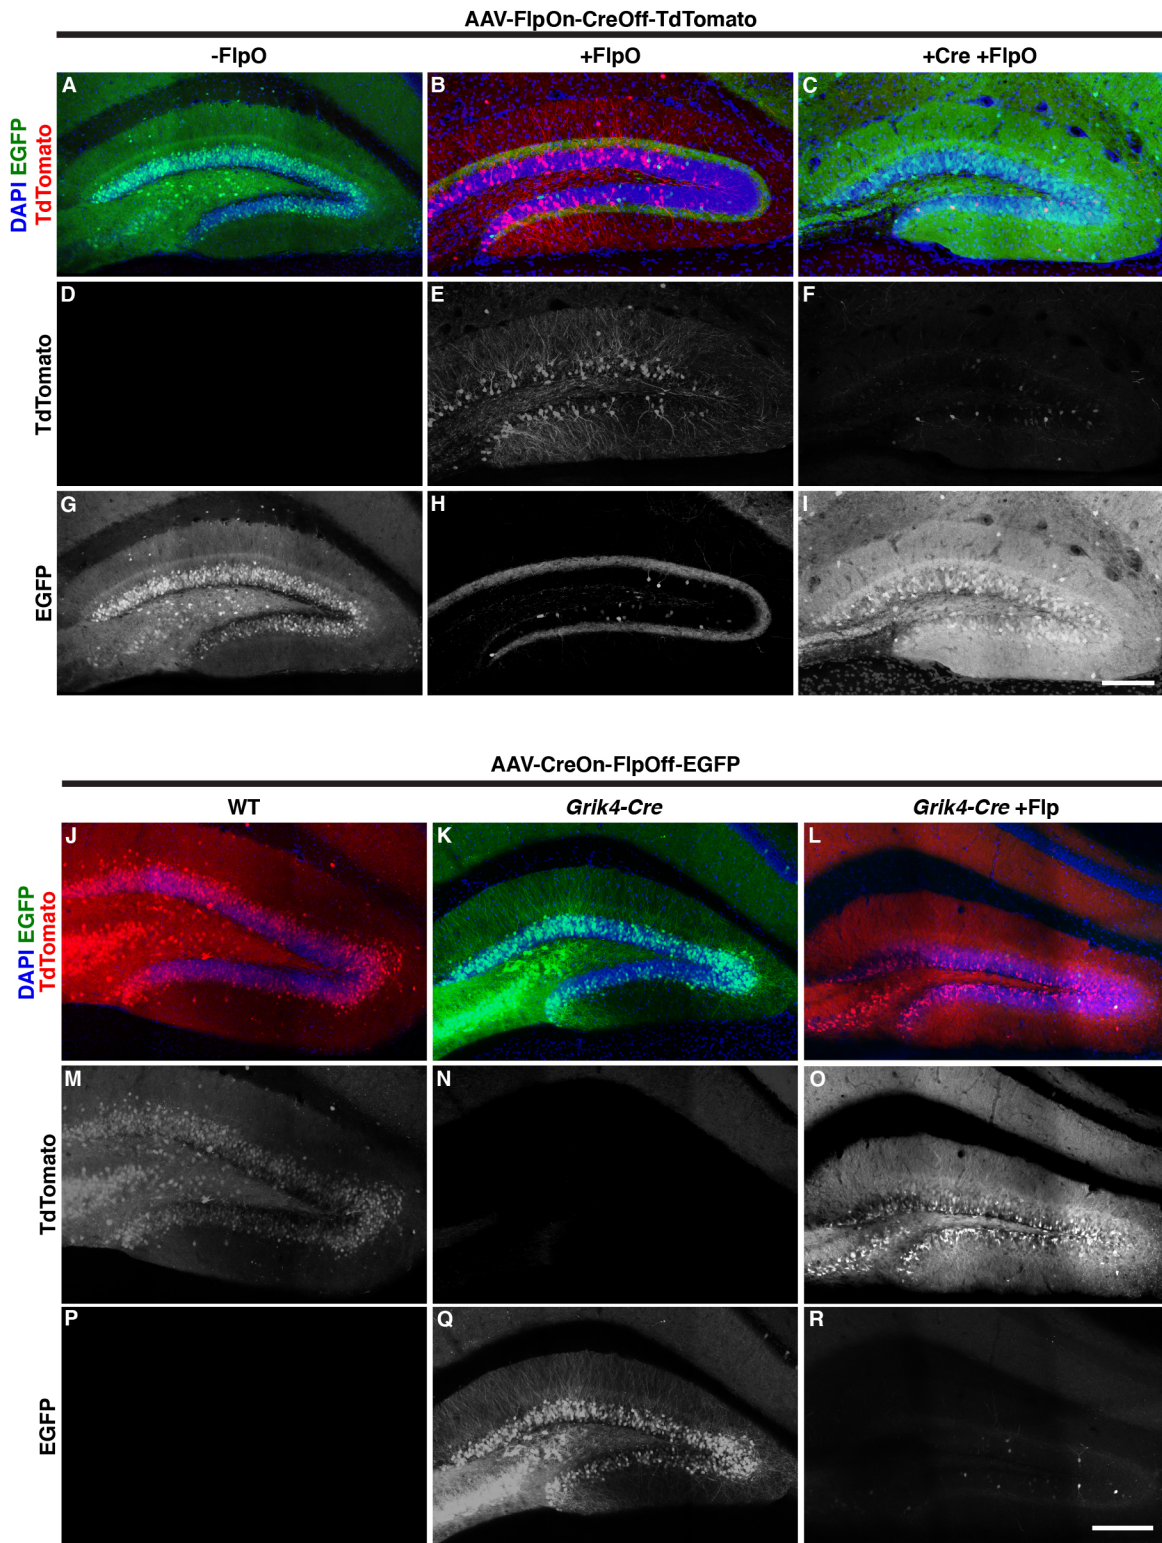 AAV-FlpOn-CreOff-TdTomato
-FlpO
+FlpO
+Cre +FlpO
DAPI EGFP
TdTomato
A
B
C
TdTomato
D
E
F
EGFP
G
H
I
AAV-CreOn-FlpOff-EGFP
WT
Grik4-Cre
Grik4-Cre +Flp
DAPI EGFP
TdTomato
J
K
L
TdTomato
M
N
O
EGFP
P
Q
R